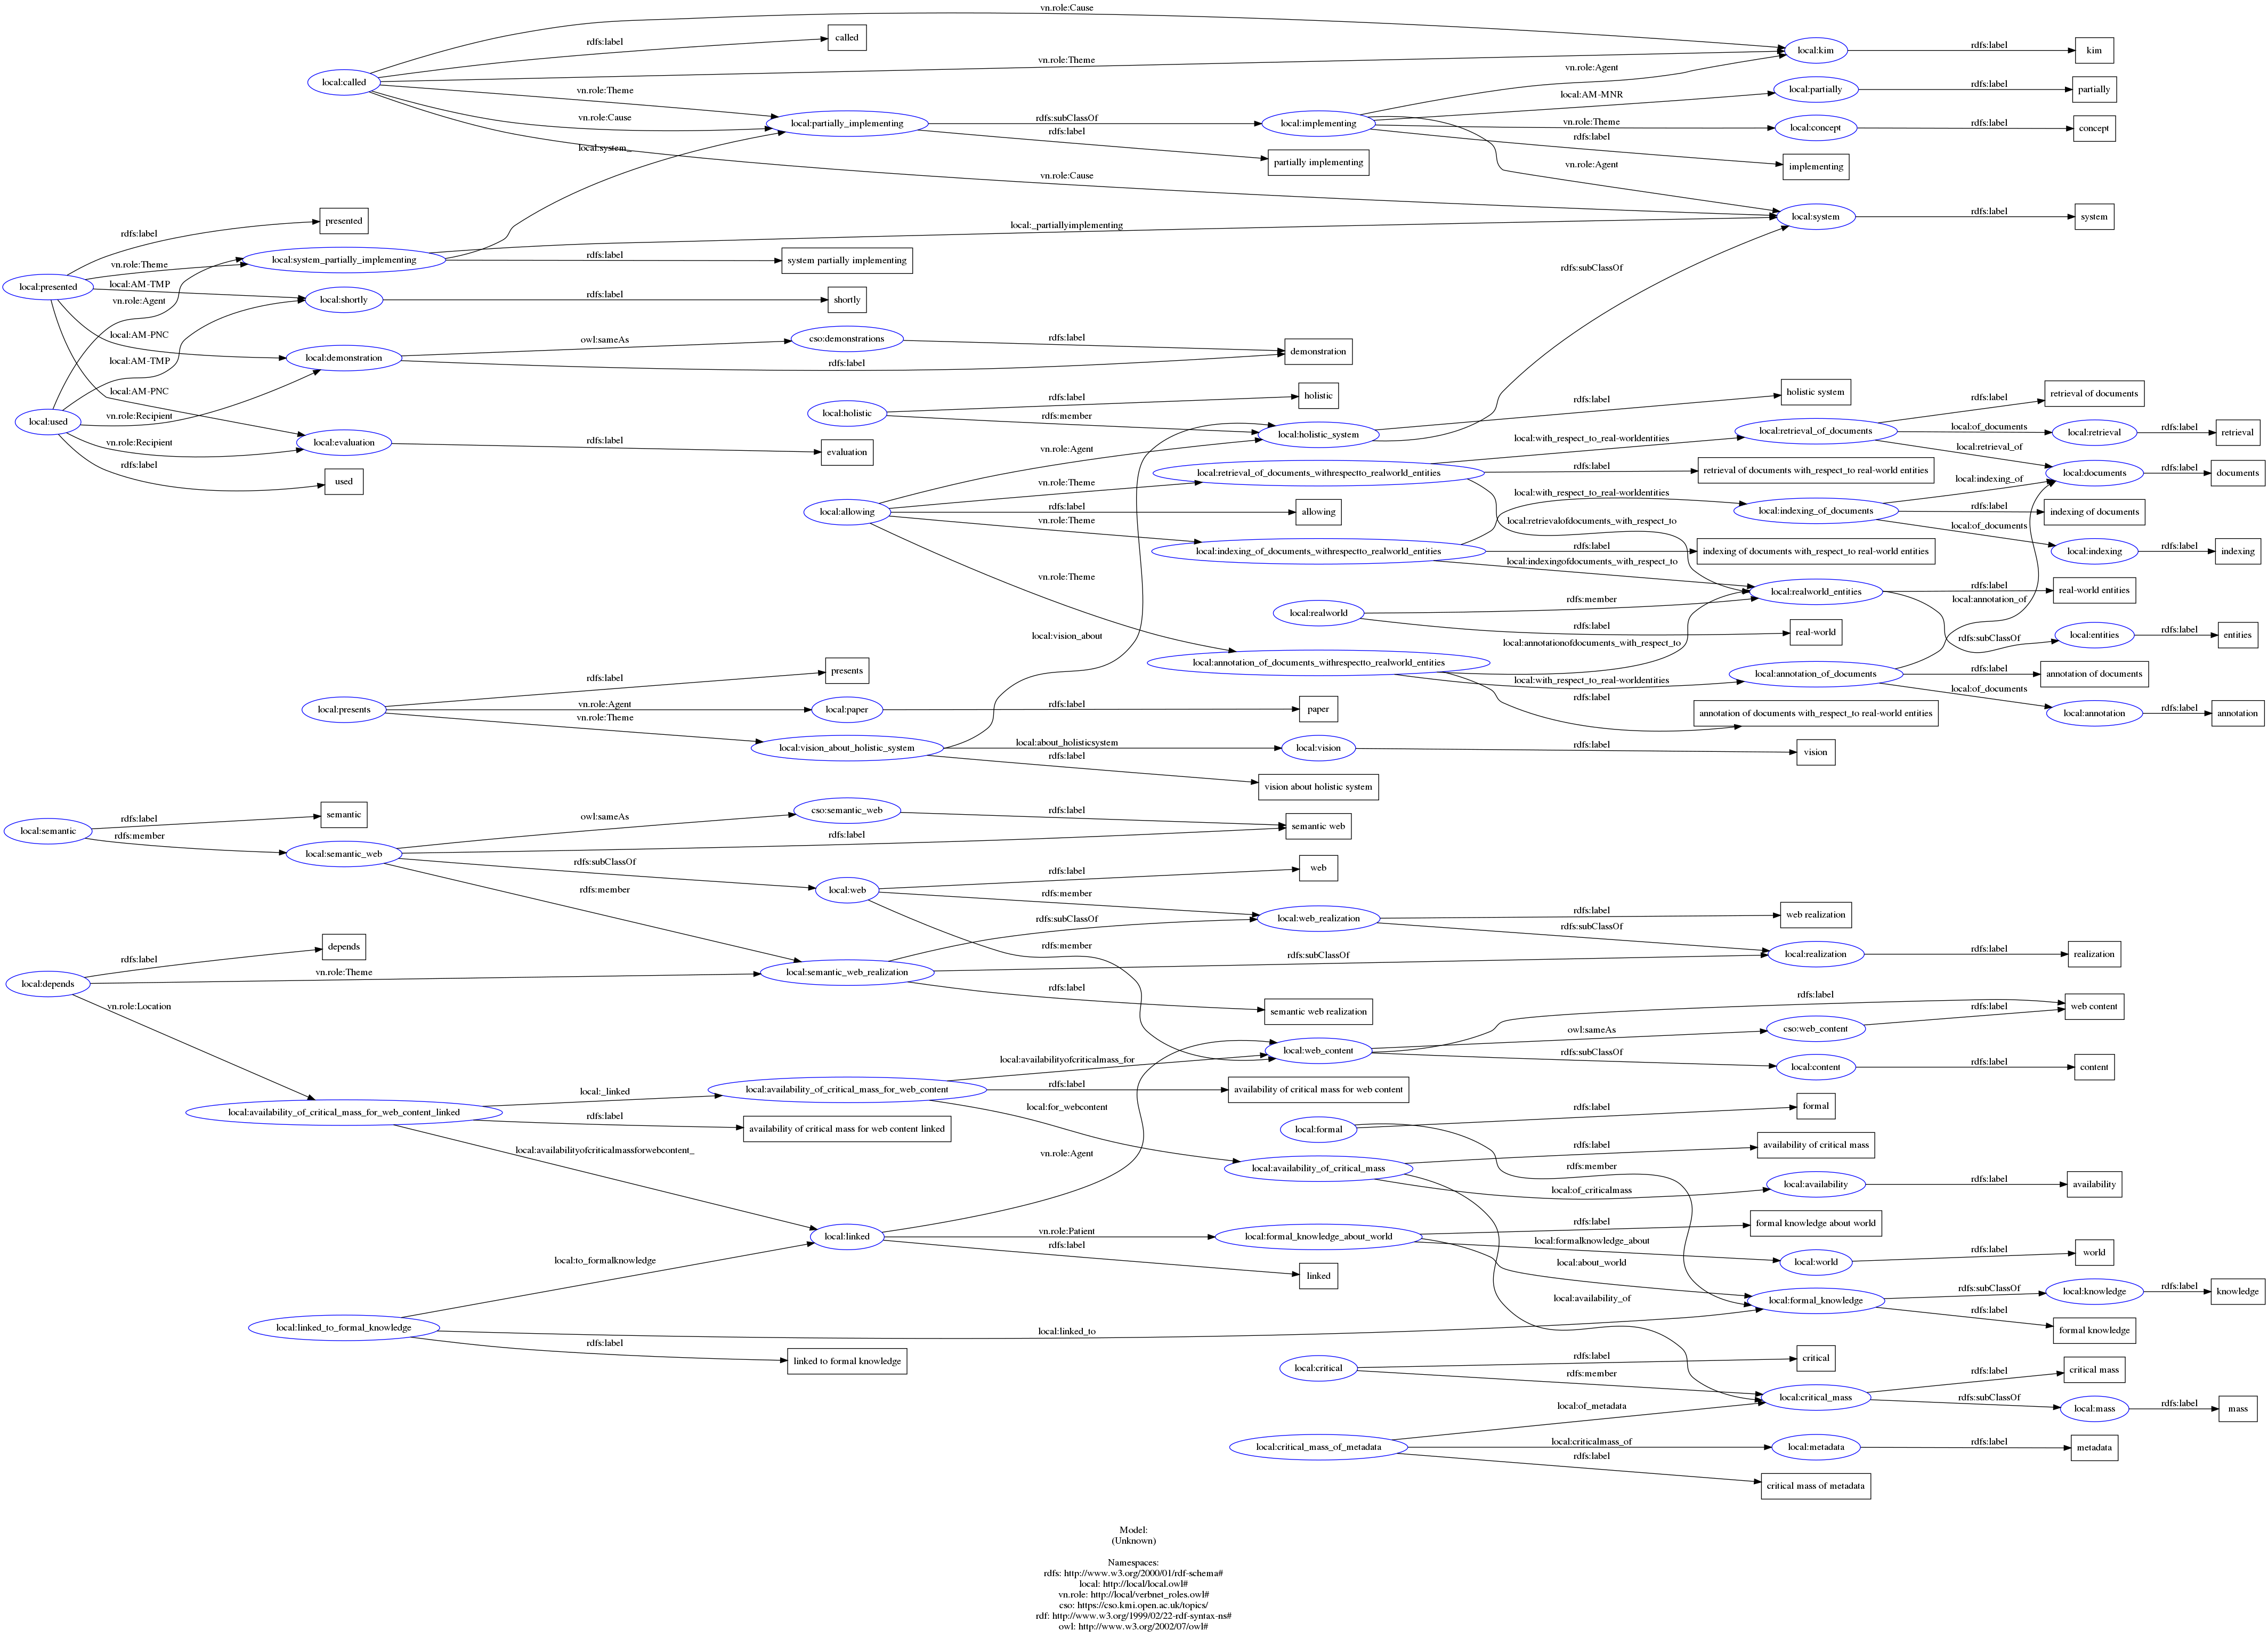 vn.role:Cause
called
rdfs:label
local:kim
rdfs:label
kim
local:called
vn.role:Theme
vn.role:Agent
local:partially
rdfs:label
partially
vn.role:Theme
local:AM-MNR
vn.role:Cause
local:partially_implementing
rdfs:subClassOf
local:implementing
vn.role:Theme
local:concept
rdfs:label
concept
rdfs:label
rdfs:label
local:system_
partially implementing
vn.role:Agent
implementing
vn.role:Cause
presented
rdfs:label
local:_partiallyimplementing
local:system
rdfs:label
system
vn.role:Theme
local:system_partially_implementing
rdfs:label
system partially implementing
rdfs:subClassOf
local:presented
local:AM-TMP
vn.role:Agent
local:shortly
rdfs:label
shortly
local:AM-PNC
local:demonstration
owl:sameAs
cso:demonstrations
rdfs:label
demonstration
local:AM-TMP
rdfs:label
local:AM-PNC
holistic
rdfs:label
holistic system
rdfs:label
retrieval of documents
rdfs:label
local:used
vn.role:Recipient
local:holistic
rdfs:member
local:holistic_system
rdfs:label
local:retrieval_of_documents
local:of_documents
local:retrieval
rdfs:label
retrieval
vn.role:Recipient
local:evaluation
rdfs:label
evaluation
vn.role:Agent
local:with_respect_to_real-worldentities
local:retrieval_of
rdfs:label
used
local:retrieval_of_documents_withrespectto_realworld_entities
rdfs:label
retrieval of documents with_respect_to real-world entities
local:documents
rdfs:label
documents
vn.role:Theme
local:indexing_of
local:allowing
rdfs:label
allowing
local:with_respect_to_real-worldentities
local:indexing_of_documents
rdfs:label
indexing of documents
vn.role:Theme
local:retrievalofdocuments_with_respect_to
local:of_documents
local:indexing_of_documents_withrespectto_realworld_entities
rdfs:label
indexing of documents with_respect_to real-world entities
local:indexing
rdfs:label
indexing
local:indexingofdocuments_with_respect_to
vn.role:Theme
local:realworld_entities
rdfs:label
real-world entities
local:realworld
rdfs:member
local:annotation_of
rdfs:label
real-world
local:vision_about
local:annotationofdocuments_with_respect_to
rdfs:subClassOf
local:entities
rdfs:label
entities
presents
rdfs:label
local:annotation_of_documents_withrespectto_realworld_entities
local:with_respect_to_real-worldentities
local:annotation_of_documents
rdfs:label
annotation of documents
local:of_documents
local:presents
vn.role:Agent
local:paper
rdfs:label
paper
rdfs:label
annotation of documents with_respect_to real-world entities
local:annotation
rdfs:label
annotation
vn.role:Theme
local:vision_about_holistic_system
local:about_holisticsystem
local:vision
rdfs:label
vision
rdfs:label
vision about holistic system
rdfs:label
semantic
local:semantic
rdfs:member
owl:sameAs
cso:semantic_web
rdfs:label
semantic web
local:semantic_web
rdfs:label
rdfs:subClassOf
rdfs:member
local:web
rdfs:label
web
rdfs:member
rdfs:subClassOf
local:web_realization
rdfs:label
web realization
rdfs:subClassOf
rdfs:label
depends
rdfs:member
local:depends
vn.role:Theme
local:semantic_web_realization
rdfs:subClassOf
local:realization
rdfs:label
realization
rdfs:label
semantic web realization
vn.role:Location
rdfs:label
web content
local:web_content
owl:sameAs
cso:web_content
rdfs:label
local:availabilityofcriticalmass_for
rdfs:subClassOf
local:content
rdfs:label
content
local:availability_of_critical_mass_for_web_content_linked
local:_linked
local:availability_of_critical_mass_for_web_content
rdfs:label
availability of critical mass for web content
rdfs:label
availability of critical mass for web content linked
local:for_webcontent
local:formal
rdfs:label
formal
local:availabilityofcriticalmassforwebcontent_
vn.role:Agent
local:availability_of_critical_mass
rdfs:label
availability of critical mass
rdfs:member
local:of_criticalmass
local:availability
rdfs:label
availability
local:linked
vn.role:Patient
local:formal_knowledge_about_world
rdfs:label
formal knowledge about world
rdfs:label
linked
local:formalknowledge_about
local:world
rdfs:label
world
local:to_formalknowledge
local:about_world
local:availability_of
local:formal_knowledge
rdfs:subClassOf
local:knowledge
rdfs:label
knowledge
local:linked_to_formal_knowledge
local:linked_to
rdfs:label
formal knowledge
rdfs:label
linked to formal knowledge
local:critical
rdfs:label
critical
rdfs:member
local:critical_mass
rdfs:label
critical mass
rdfs:subClassOf
local:mass
rdfs:label
mass
local:of_metadata
local:critical_mass_of_metadata
local:criticalmass_of
local:metadata
rdfs:label
metadata
rdfs:label
critical mass of metadata
Model:
(Unknown)
Namespaces:
rdfs: http://www.w3.org/2000/01/rdf-schema#
local: http://local/local.owl#
vn.role: http://local/verbnet_roles.owl#
cso: https://cso.kmi.open.ac.uk/topics/
rdf: http://www.w3.org/1999/02/22-rdf-syntax-ns#
owl: http://www.w3.org/2002/07/owl#